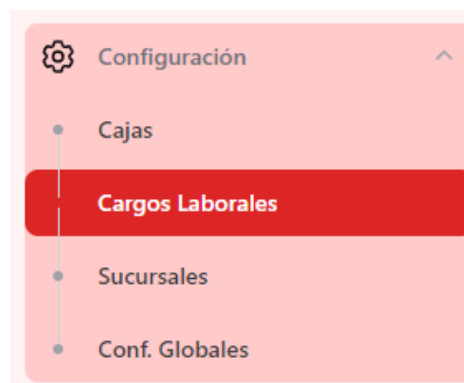 Configuración
Cajas
Cargos Laborales
Sucursales
Conf. Globales